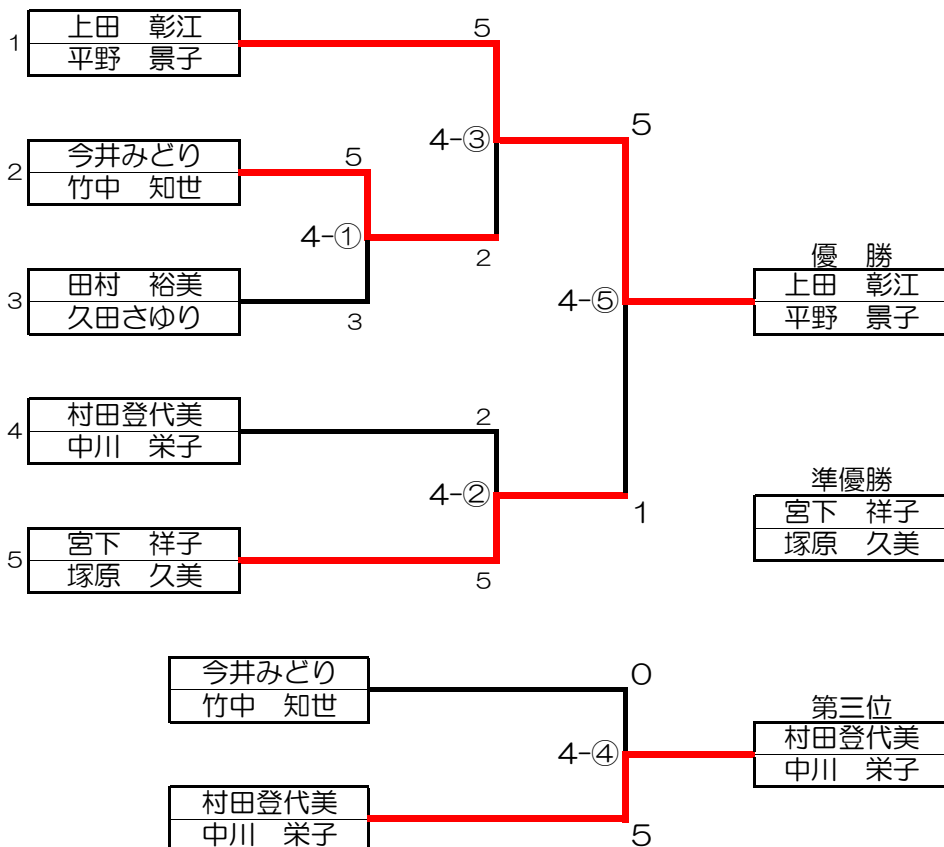 1
上田　彰江
平野　景子
5
2
今井みどり
竹中　知世
5
4-③
5
4-①
2
3
田村　裕美
久田さゆり
3
4-⑤
優　勝
上田　彰江
平野　景子
4
村田登代美
中川　栄子
2
4-②
1
5
宮下　祥子
塚原　久美
5
準優勝
宮下　祥子
塚原　久美
今井みどり
竹中　知世
0
4-④
第三位
村田登代美
中川　栄子
村田登代美
中川　栄子
5